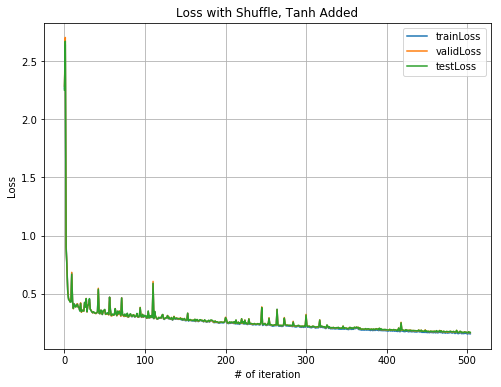 Loss with Shuffle, Tanh Added
trainLoss
validLoss
testLoss
2.5
2.0
1.5
1.0
0.5
Loss
0 100 200 300 400 500
# of iteration